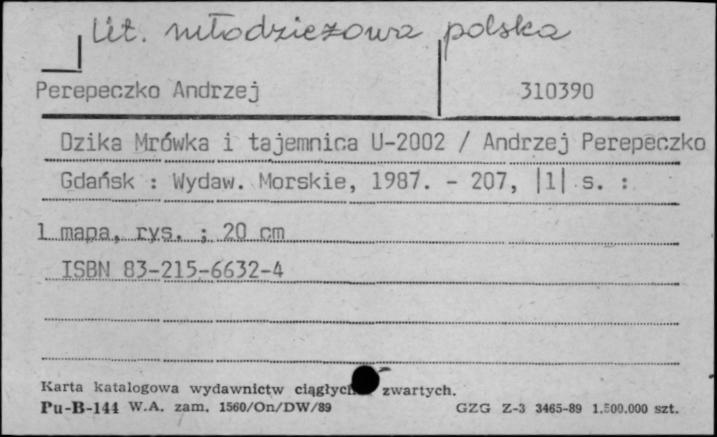 lit. młodzieżowa polska
Perepeczko Andrzej 310390
Dzika Mrówka i tajemnica U-2002 / Andrzej Perepeczko
Gdańsk : Wydaw. Morskie, 1987. - 207, |1| s. :
1 mapa, rys. ; 20 cm
ISBN 83-215-6632-4
Karta katalogowa wydawnictw zwartych.
Pu-B-144 W.A. zam. 1560/On/DW/89 GZG Z-3 3465-89 1.500.000 szt.